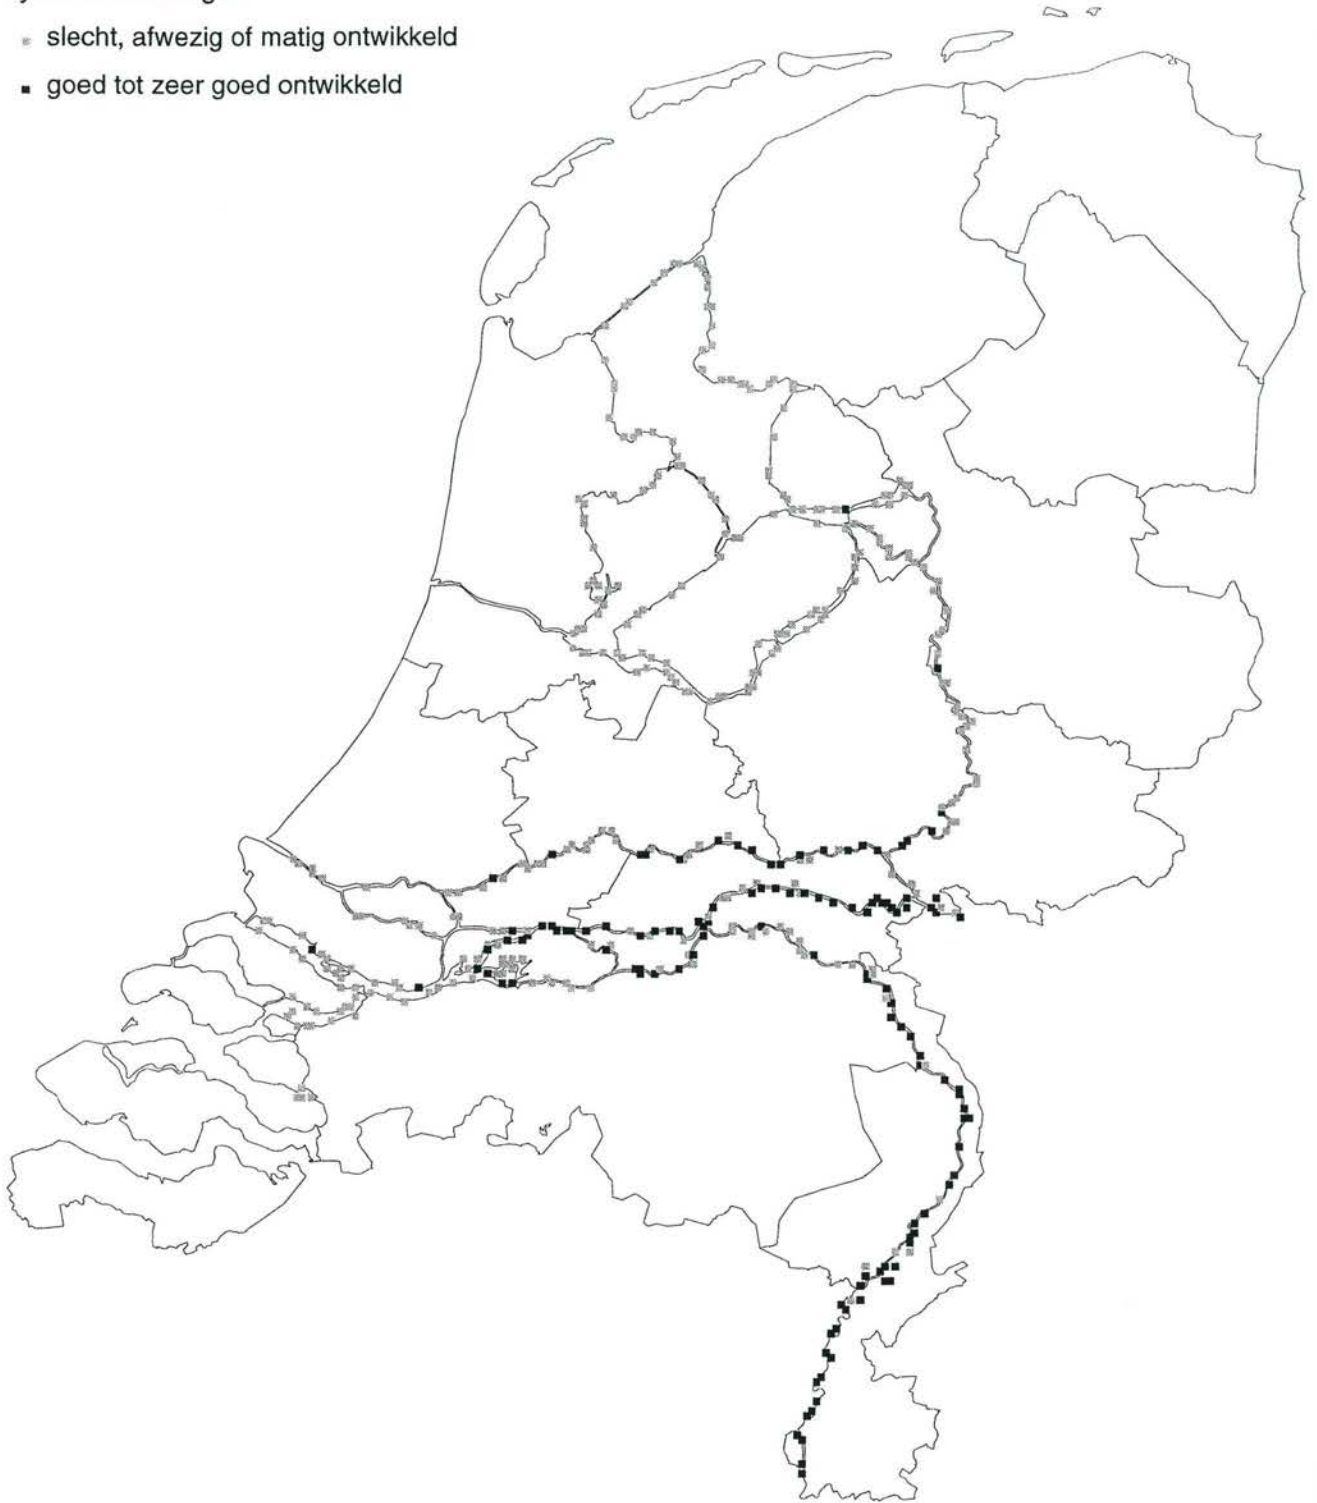 slecht, afwezig of matig ontwikkeld
goed tot zeer goed ontwikkeld